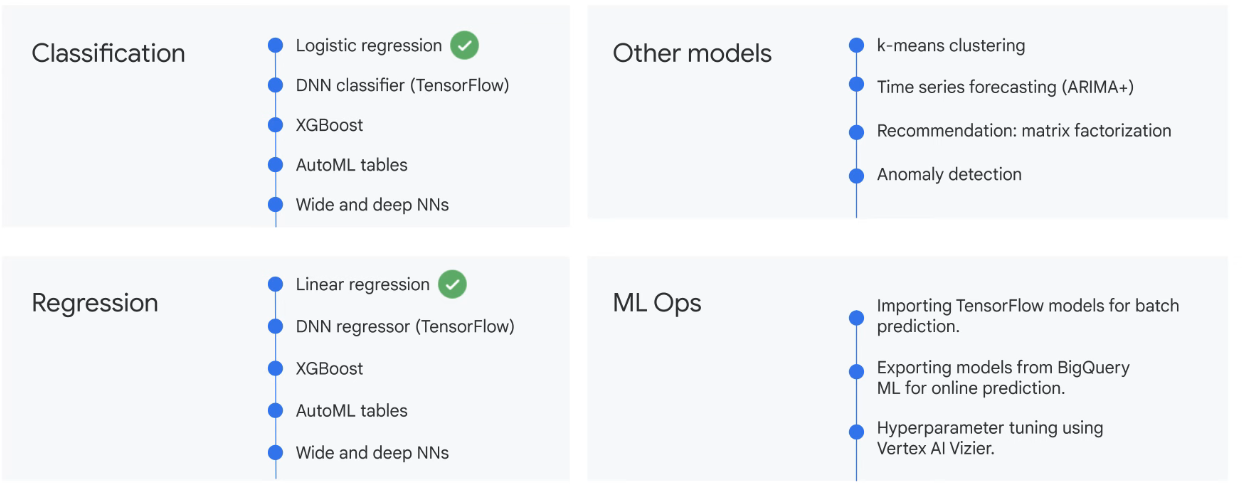 Classification
Logistic regression
DNN classifier (TensorFlow)
XGBoost
AutoML tables
Wide and deep NNs
Other models
k-means clustering
Time series forecasting (ARIMA+)
Recommendation: matrix factorization
Anomaly detection
Regression
Linear regression
DNN regressor (TensorFlow)
XGBoost
AutoML tables
Wide and deep NNs
ML Ops
Importing TensorFlow models for batch
prediction.
Exporting models from BigQuery
ML for online prediction.
Hyperparameter tuning using
Vertex AI Vizier.